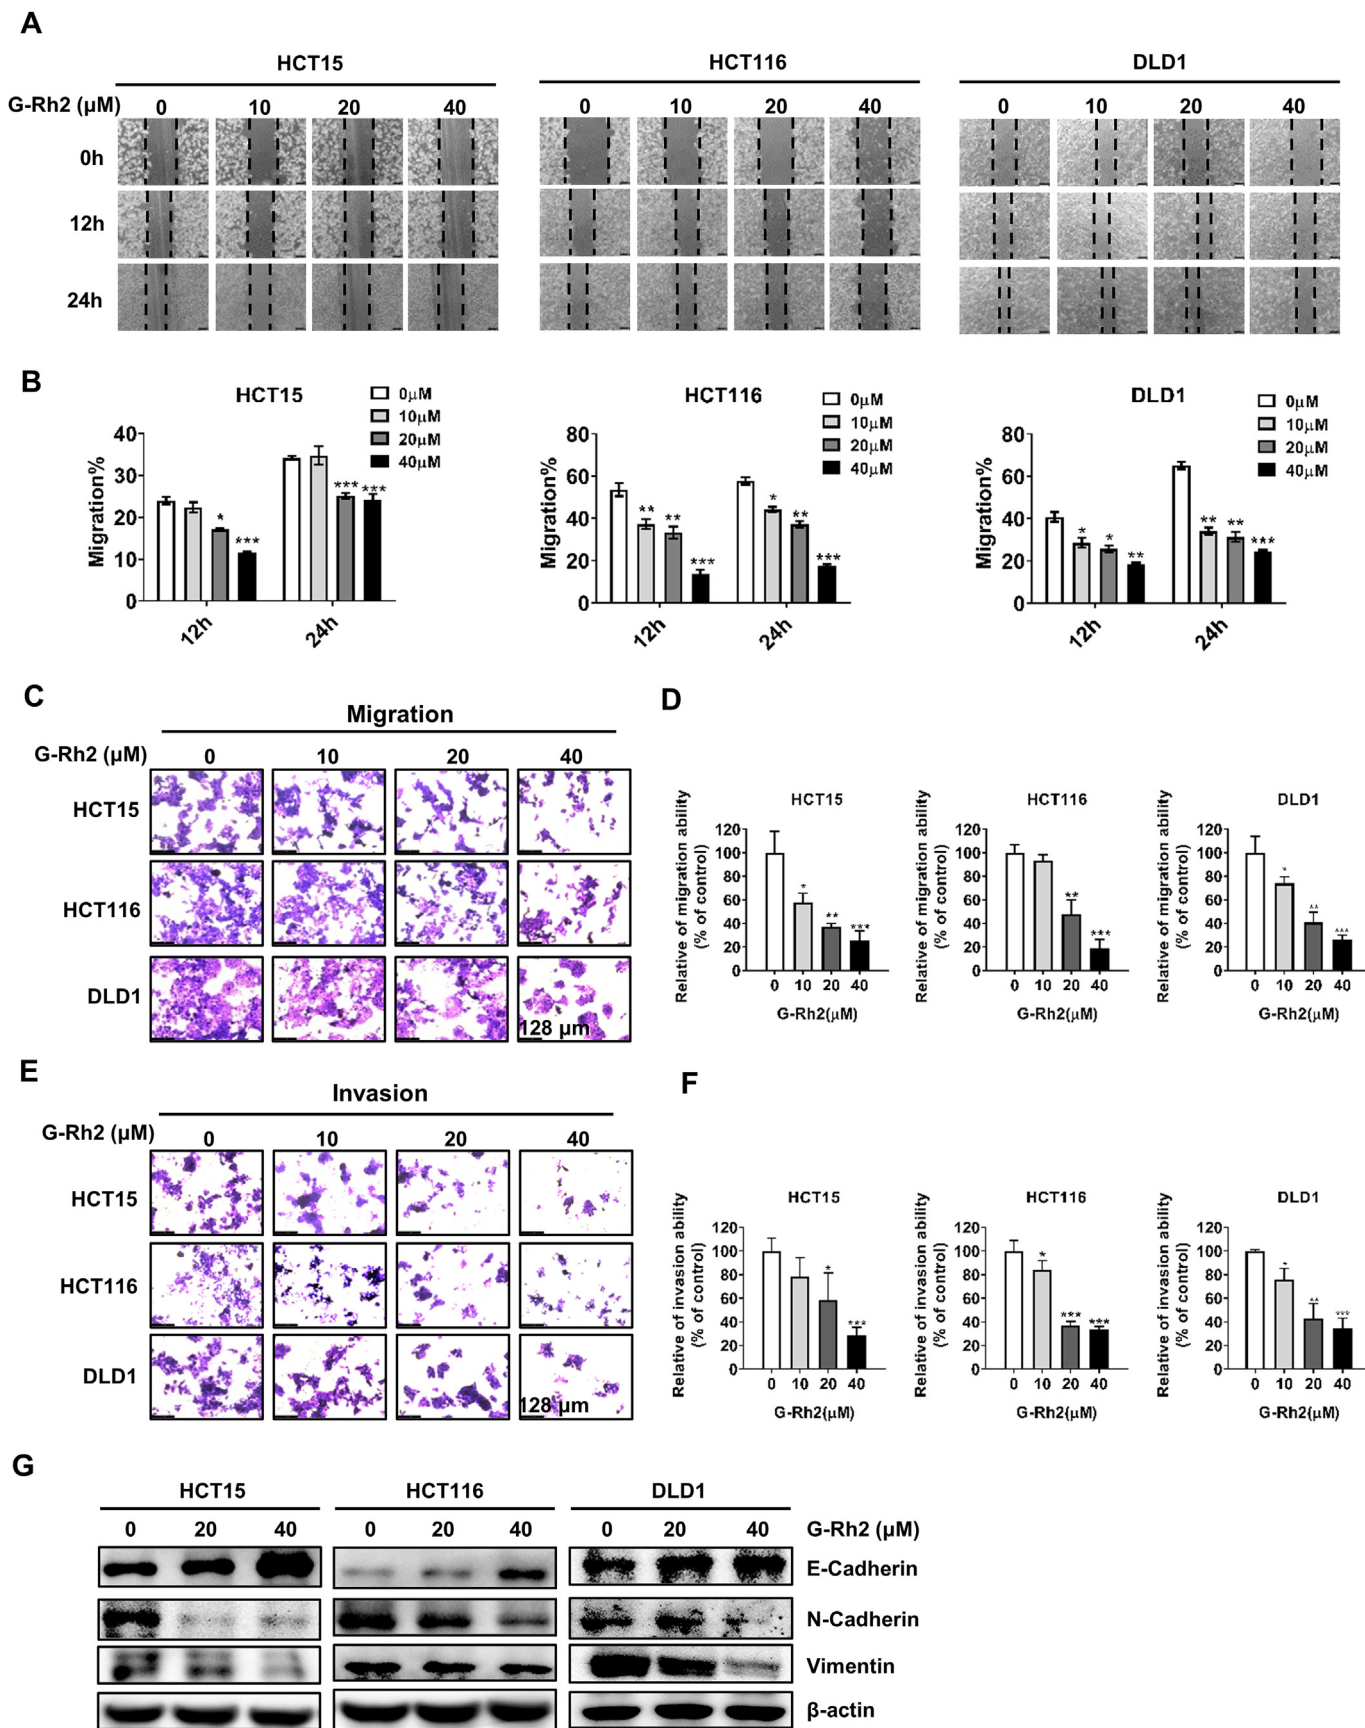 A
HCT15 HCT116 DLD1
G-Rh2 (μM) 0 10 20 40 0 10 20 40 0 10 20 40
0h
12h
24h
B
HCT15
0μM
10μM
20μM
40μM
Migration%
40
30
20
10
0
* *** *** ***
12h 24h
HCT116
0μM
10μM
20μM
40μM
Migration%
80
60
40
20
0
** ** *** * ** ***
12h 24h
DLD1
0μM
10μM
20μM
40μM
Migration%
80
60
40
20
0
* * ** ** ** ***
12h 24h
C
Migration
G-Rh2 (μM) 0 10 20 40
HCT15
HCT116
DLD1
128 μm
D
HCT15
Relative of migration ability
(% of control)
120
100
80
60
40
20
0
* ** ***
0 10 20 40
G-Rh2(μM)
HCT116
Relative of migration ability
(% of control)
120
100
80
60
40
20
0
** ***
0 10 20 40
G-Rh2(μM)
DLD1
Relative of migration ability
(% of control)
120
100
80
60
40
20
0
* ** ***
0 10 20 40
G-Rh2(μM)
E
Invasion
G-Rh2 (μM) 0 10 20 40
HCT15
HCT116
DLD1
128 μm
F
HCT15
Relative of invasion ability
(% of control)
120
100
80
60
40
20
0
* ***
0 10 20 40
G-Rh2(μM)
HCT116
Relative of invasion ability
(% of control)
120
100
80
60
40
20
0
* *** ***
0 10 20 40
G-Rh2(μM)
DLD1
Relative of invasion ability
(% of control)
120
100
80
60
40
20
0
* ** ***
0 10 20 40
G-Rh2(μM)
G
HCT15 HCT116 DLD1
0 20 40 0 20 40 0 20 40 G-Rh2 (μM)
E-Cadherin
N-Cadherin
Vimentin
β-actin